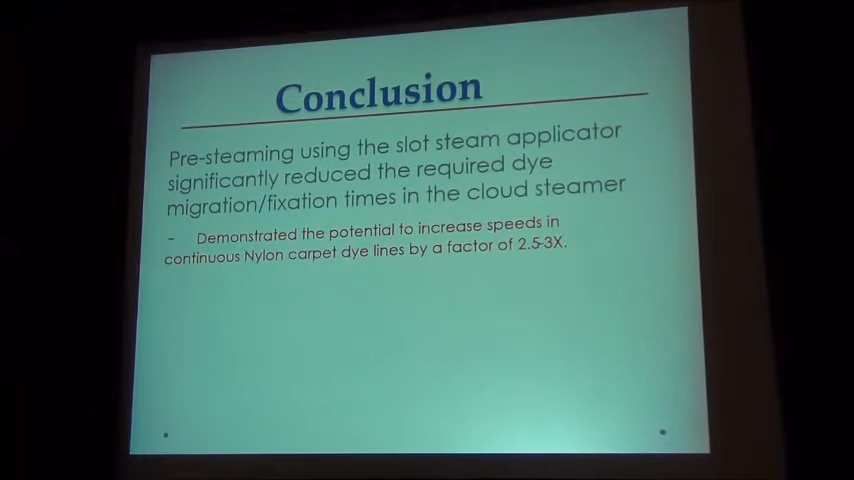 Conclusion
Pre-steaming using the slot steam applicator
significantly reduced the required dye
migration/fixation times in the cloud steamer
- Demonstrated the potential to increase speeds in
continuous Nylon carpet dye lines by a factor of 2.5-3X.